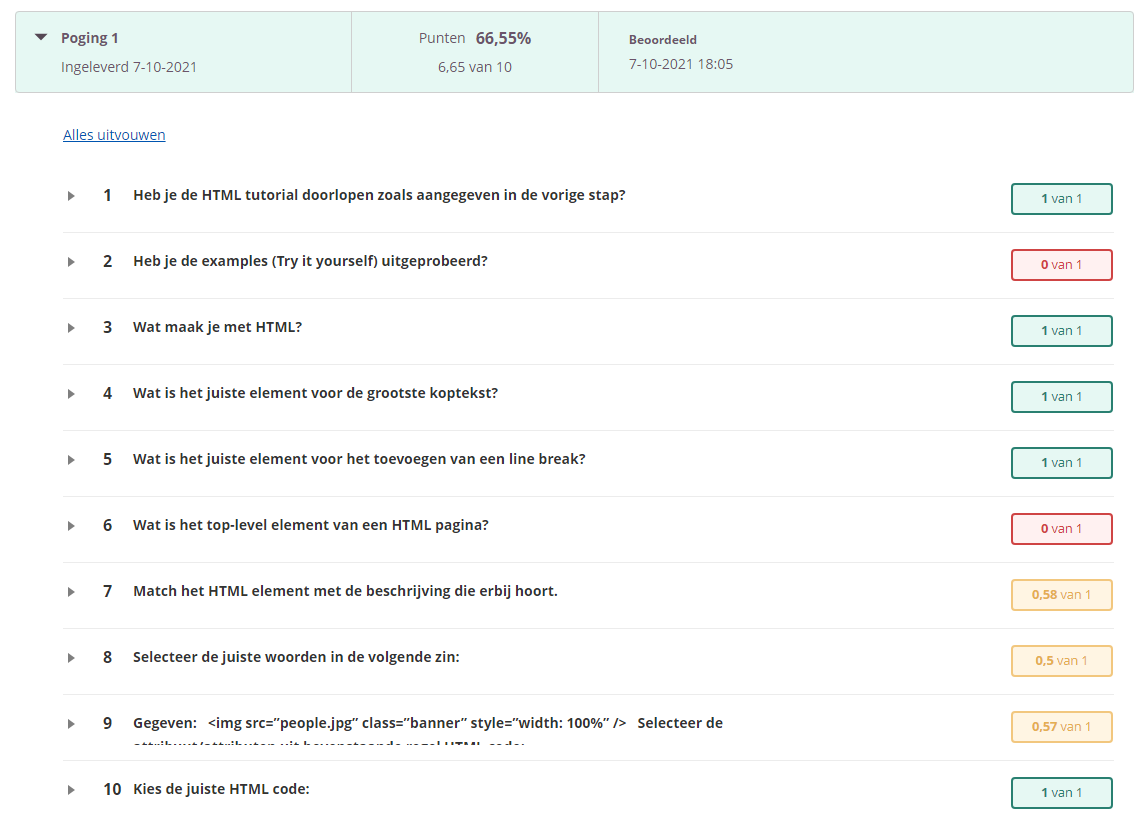 Poging 1
Ingeleverd 7-10-2021
Punten 66,55%
6,65 van 10
Beoordeeld
7-10-2021 18:05
Alles uitvouwen
1 Heb je de HTML tutorial doorlopen zoals aangegeven in de vorige stap? 1 van 1
2 Heb je de examples (Try it yourself) uitgeprobeerd? 0 van 1
3 Wat maak je met HTML? 1 van 1
4 Wat is het juiste element voor de grootste koptekst? 1 van 1
5 Wat is het juiste element voor het toevoegen van een line break? 1 van 1
6 Wat is het top-level element van een HTML pagina? 0 van 1
7 Match het HTML element met de beschrijving die erbij hoort. 0,58 van 1
8 Selecteer de juiste woorden in de volgende zin: 0,5 van 1
9 Gegeven: <img src=”people.jpg” class=”banner” style=”width: 100%” /> Selecteer de 0,57 van 1
attribuut/attributen uit bovenstaande regel HTML code:
10 Kies de juiste HTML code: 1 van 1